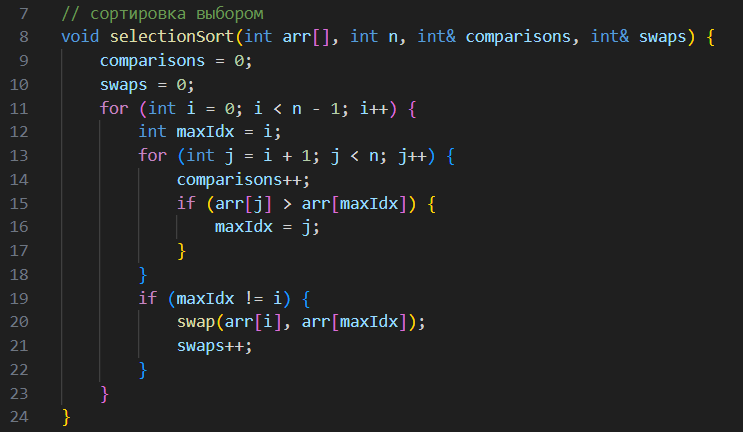 7 // сортировка выбором
8 void selectionSort(int arr[], int n, int& comparisons, int& swaps) {
9     comparisons = 0;
10     swaps = 0;
11     for (int i = 0; i < n - 1; i++) {
12         int maxIdx = i;
13         for (int j = i + 1; j < n; j++) {
14             comparisons++;
15             if (arr[j] > arr[maxIdx]) {
16                 maxIdx = j;
17             }
18         }
19         if (maxIdx != i) {
20             swap(arr[i], arr[maxIdx]);
21             swaps++;
22         }
23     }
24 }